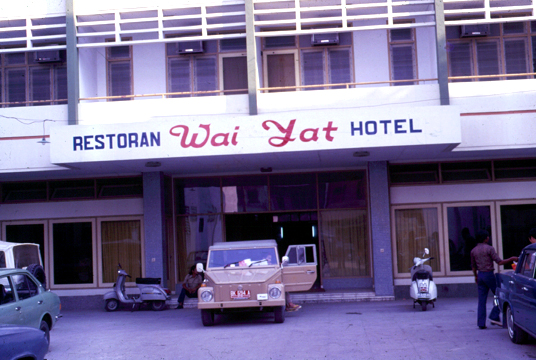 RESTORAN Wai Yat HOTEL